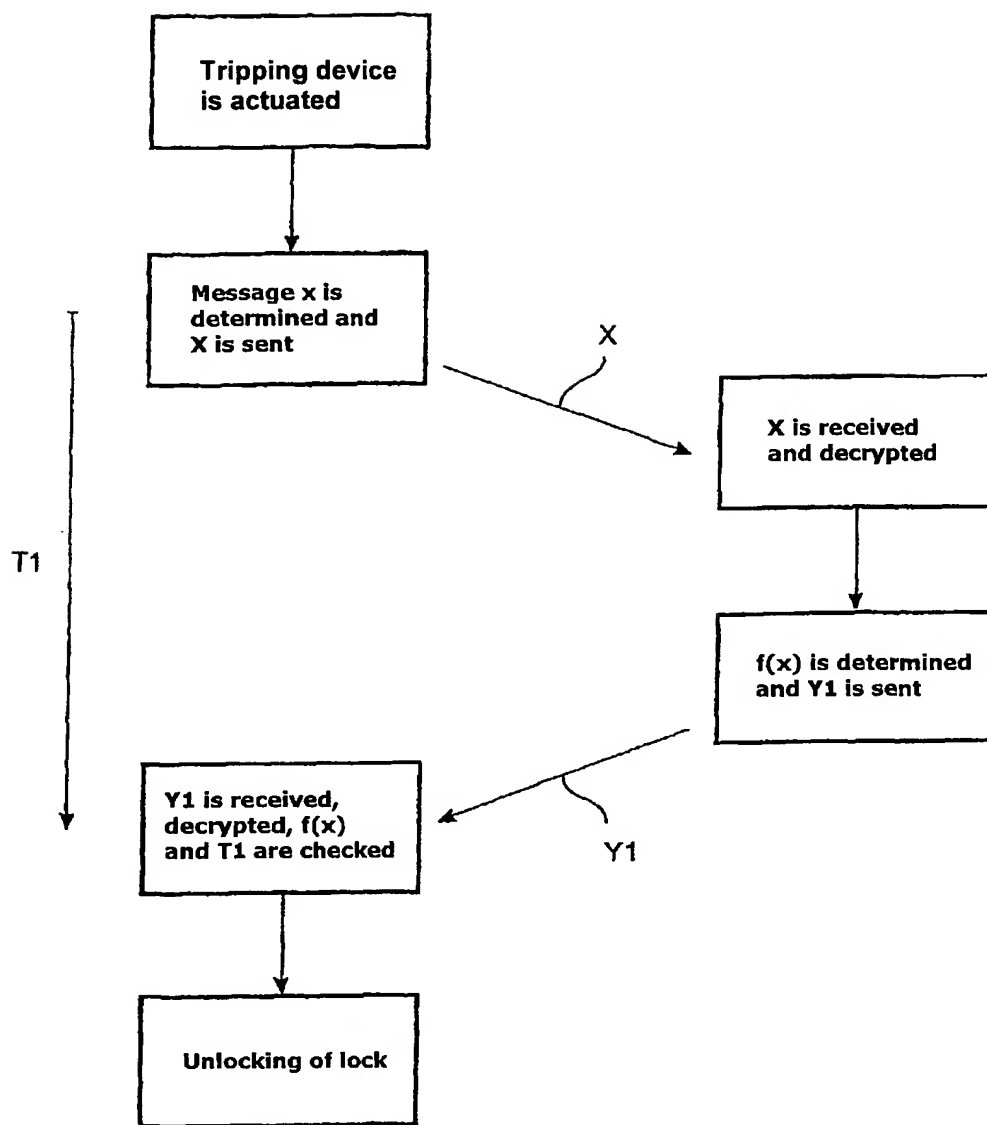 Tripping device
is actuated
Message x is
determined and
X is sent
X
X is received
and decrypted
T1
f(x) is determined
and Y1 is sent
Y1 is received,
decrypted, f(x)
and T1 are checked
Y1
Unlocking of lock